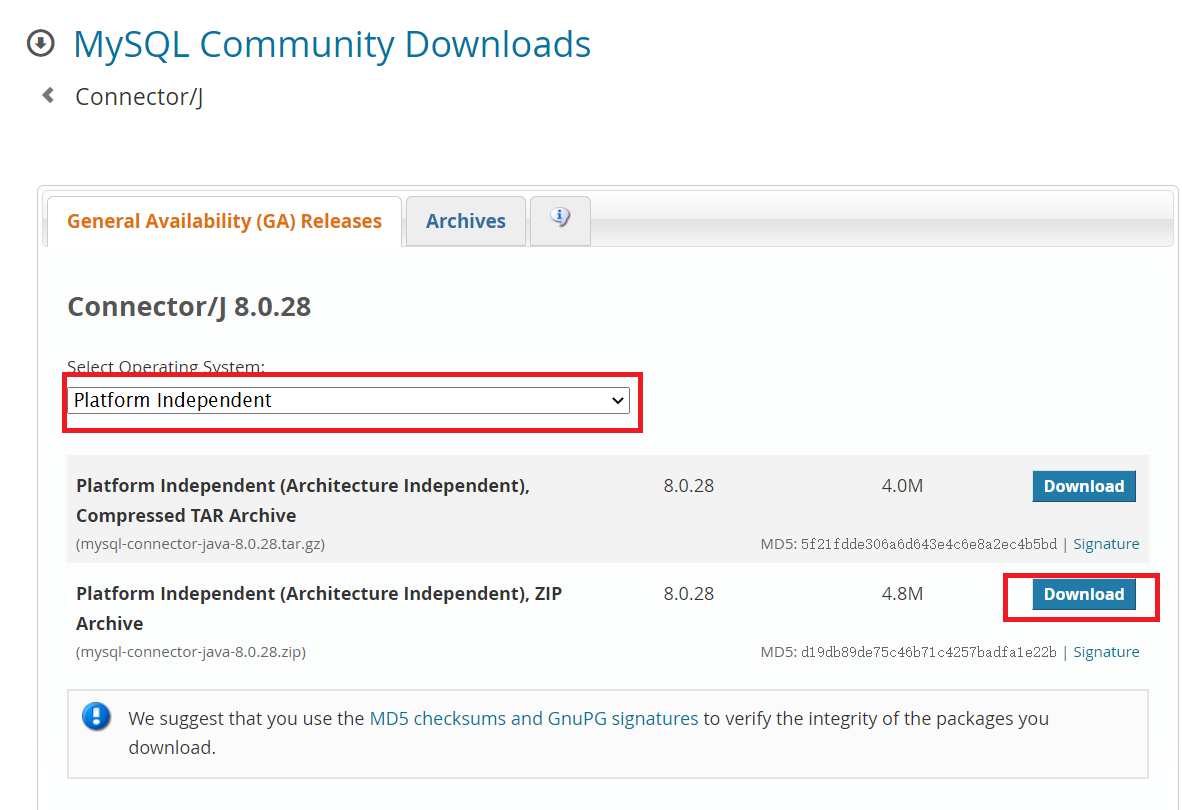 MySQL Community Downloads
Connector/J
General Availability (GA) Releases
Archives
Connector/J 8.0.28
Select Operating System:
Platform Independent
Platform Independent (Architecture Independent), 8.0.28 4.0M Download
Compressed TAR Archive
(mysql-connector-java-8.0.28.tar.gz) MD5: 5f21fdde306a6d643e4c6e8a2ec4b5bd | Signature
Platform Independent (Architecture Independent), ZIP 8.0.28 4.8M Download
Archive
(mysql-connector-java-8.0.28.zip) MD5: d19db89de75c46b71c4257badfa1e22b | Signature
We suggest that you use the MD5 checksums and GnuPG signatures to verify the integrity of the packages you
download.